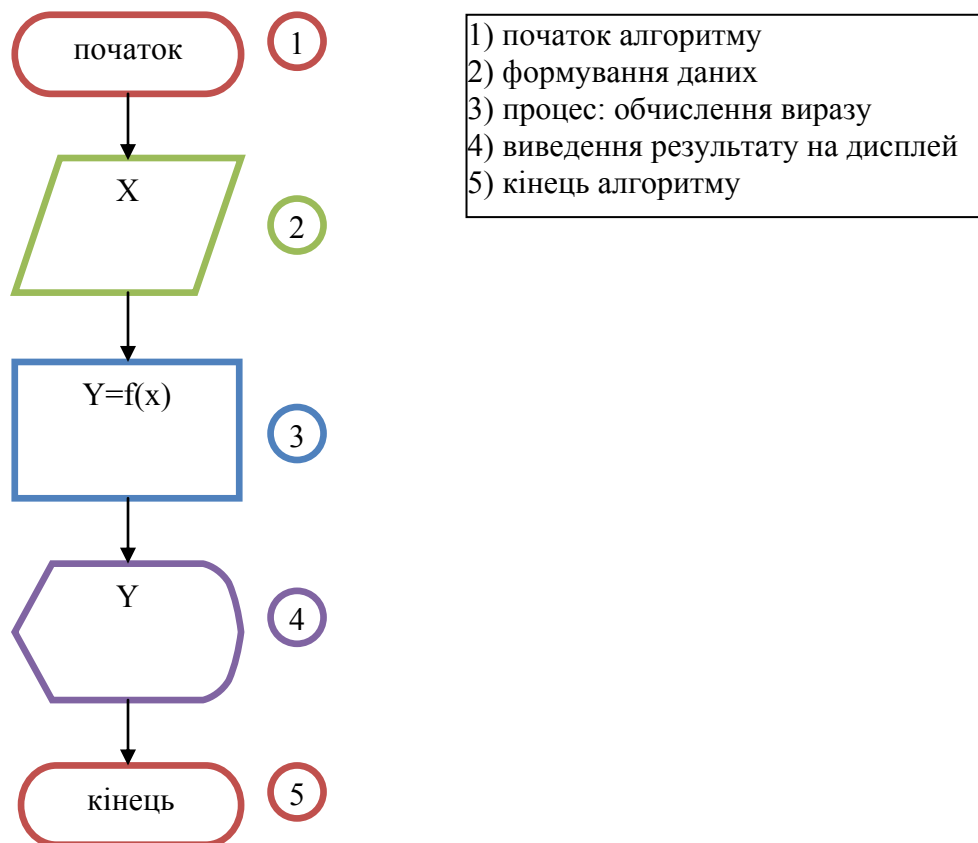 початок
1
X
2
Y=f(x)
3
Y
4
кінець
5
1) початок алгоритму
2) формування даних
3) процес: обчислення виразу
4) виведення результату на дисплей
5) кінець алгоритму